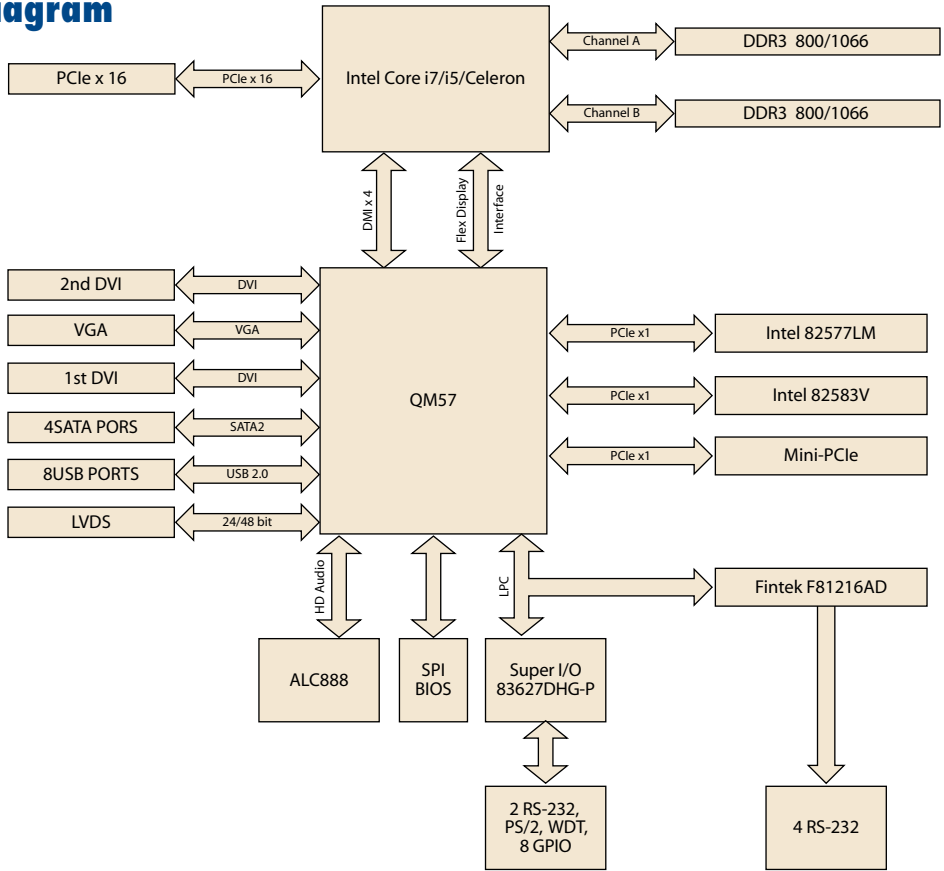 agram
PCIe x 16
PCIe x 16
Intel Core i7/i5/Celeron
Channel A
DDR3 800/1066
Channel B
DDR3 800/1066
DMI x 4
Flex Display
Interface
2nd DVI
DVI
VGA
VGA
1st DVI
DVI
4SATA PORS
SATA2
8USB PORTS
USB 2.0
LVDS
24/48 bit
QM57
PCIe x1
Intel 82577LM
PCIe x1
Intel 82583V
PCIe x1
Mini-PCIe
HD Audio
LPC
Fintek F81216AD
ALC888
SPI
BIOS
Super I/O
83627DHG-P
2 RS-232,
PS/2, WDT,
8 GPIO
4 RS-232